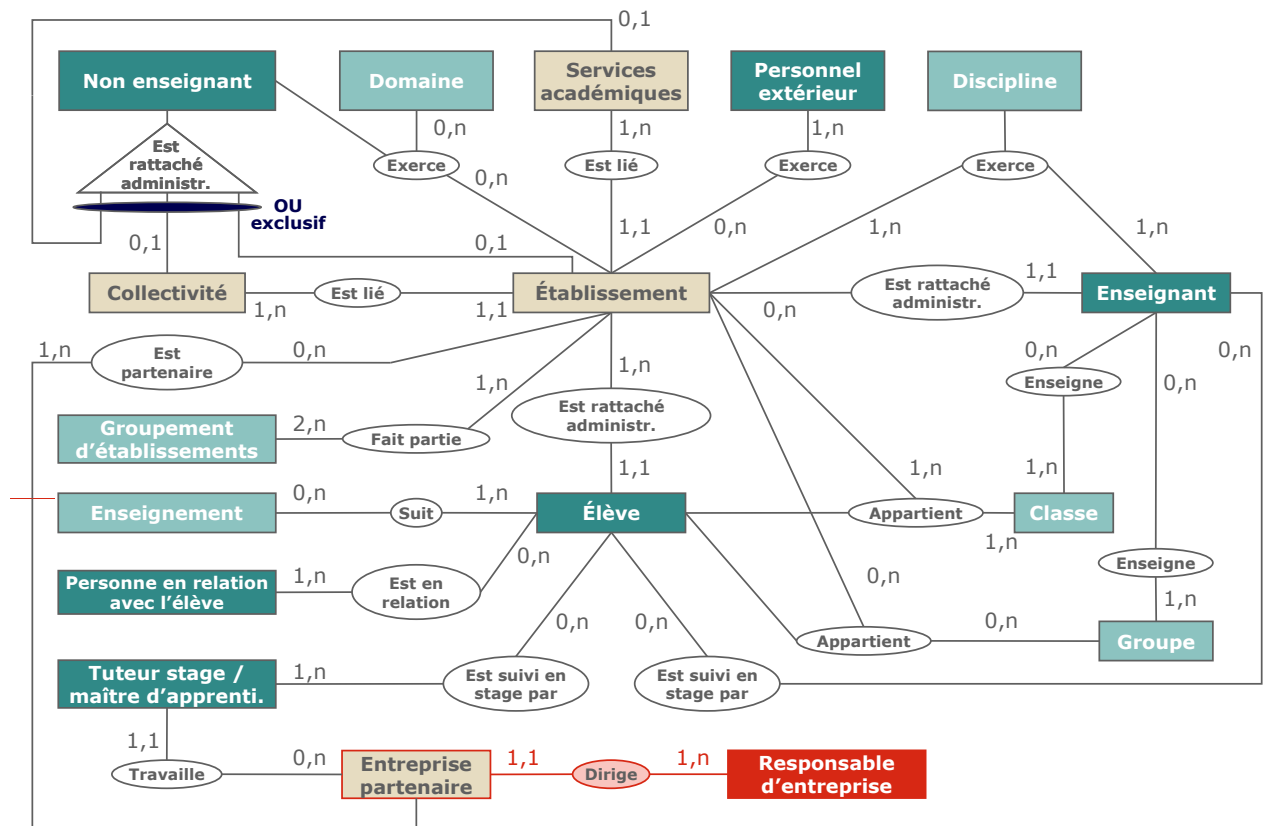 0,1
Non enseignant
Domaine
Services
académiques
Personnel
extérieur
Discipline
0,n
1,n
1,n
Est
rattaché
administr.
Exerce
Est lié
Exerce
Exerce
0,n
OU
exclusif
0,1
0,1
1,1
0,n
1,n
1,n
Collectivité
1,n
Est lié
1,1
Établissement
0,n
Est rattaché
administr.
1,1
Enseignant
1,n
Est
partenaire
0,n
0,n
Enseigne
0,n
0,n
1,n
1,n
Groupement
d'établissements
2,n
Fait partie
Est rattaché
administr.
1,1
1,n
1,n
Enseignement
0,n
Suit
1,n
Élève
Appartient
1,n
Classe
0,n
Personne en relation
avec l'élève
1,n
Est en
relation
0,n
Enseigne
1,n
0,n
0,n
Appartient
0,n
Groupe
Tuteur stage /
maître d'apprenti.
1,n
Est suivi en
stage par
Est suivi en
stage par
1,1
Travaille
0,n
Entreprise
partenaire
1,1
Dirige
1,n
Responsable
d'entreprise